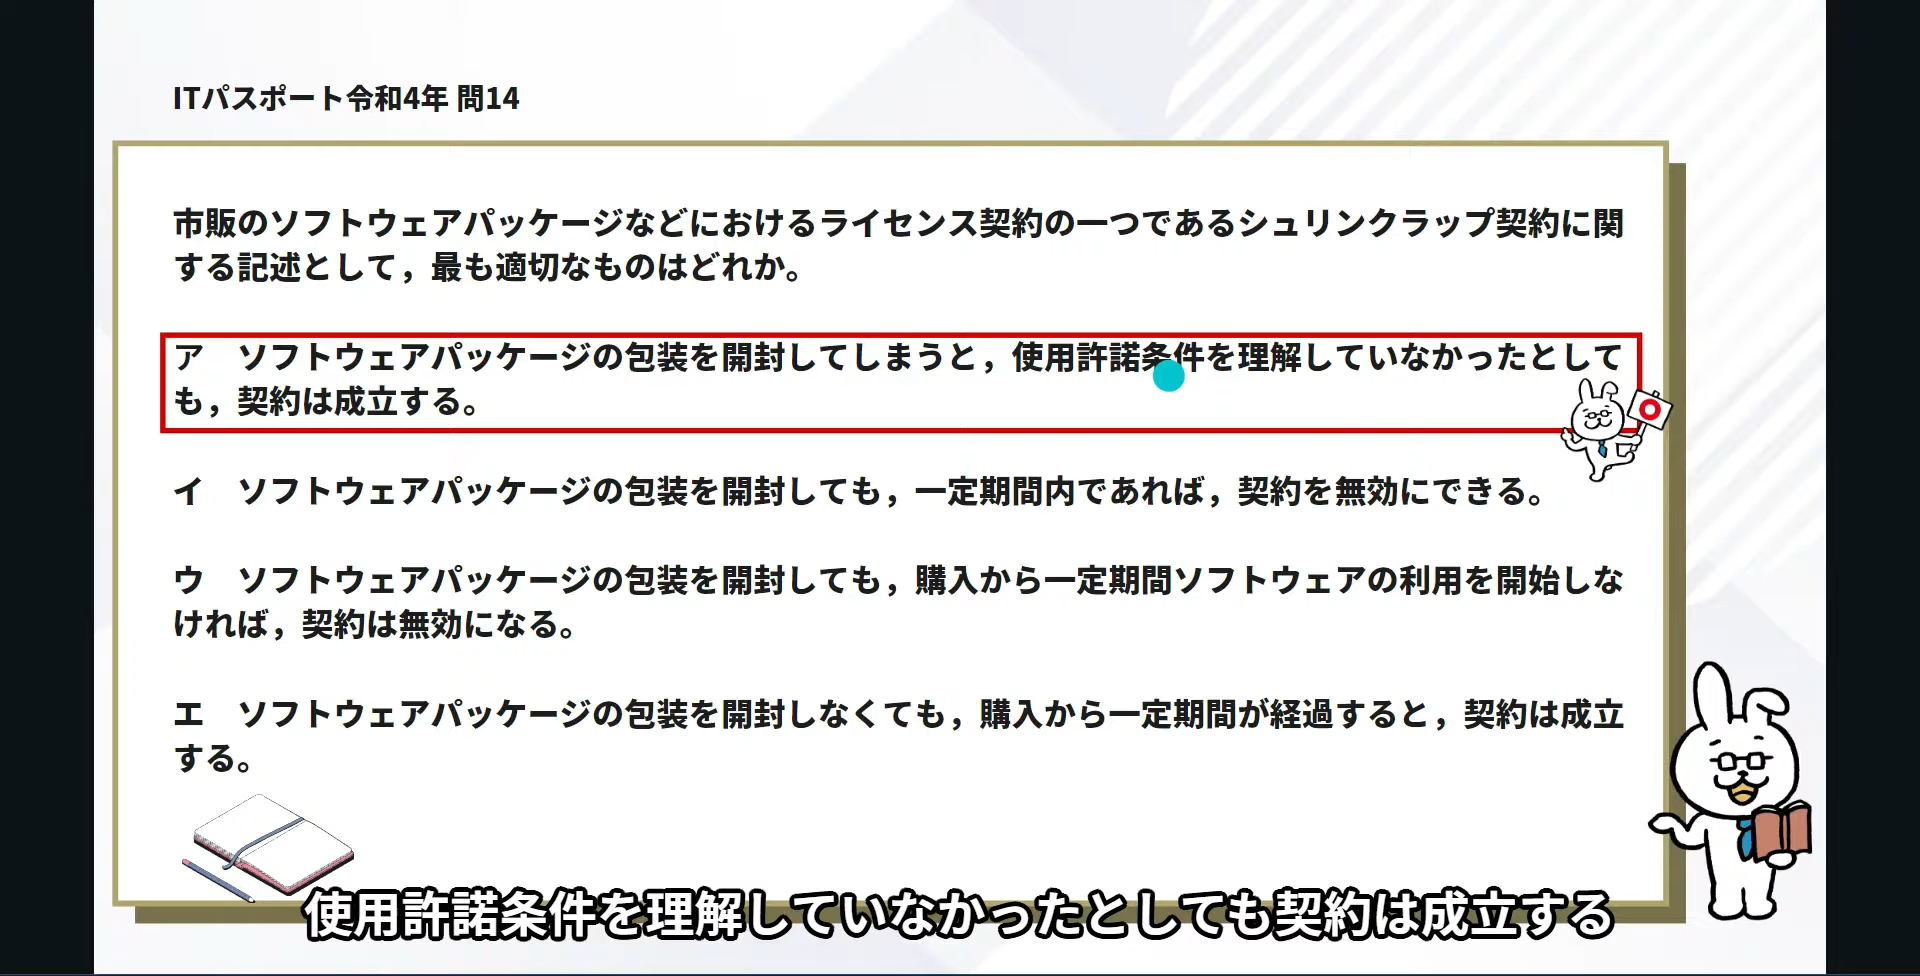 ITパスポート令和4年 問14
市販のソフトウェアパッケージなどにおけるライセンス契約の一つであるシュリンクラップ契約に関
する記述として，最も適切なものはどれか。
ア　ソフトウェアパッケージの包装を開封してしまうと，使用許諾条件を理解していなかったとして
も，契約は成立する。
イ　ソフトウェアパッケージの包装を開封しても，一定期間内であれば，契約を無効にできる。
ウ　ソフトウェアパッケージの包装を開封しても，購入から一定期間ソフトウェアの利用を開始しな
ければ，契約は無効になる。
エ　ソフトウェアパッケージの包装を開封しなくても，購入から一定期間が経過すると，契約は成立
する。
使用許諾条件を理解していなかったとしても契約は成立する